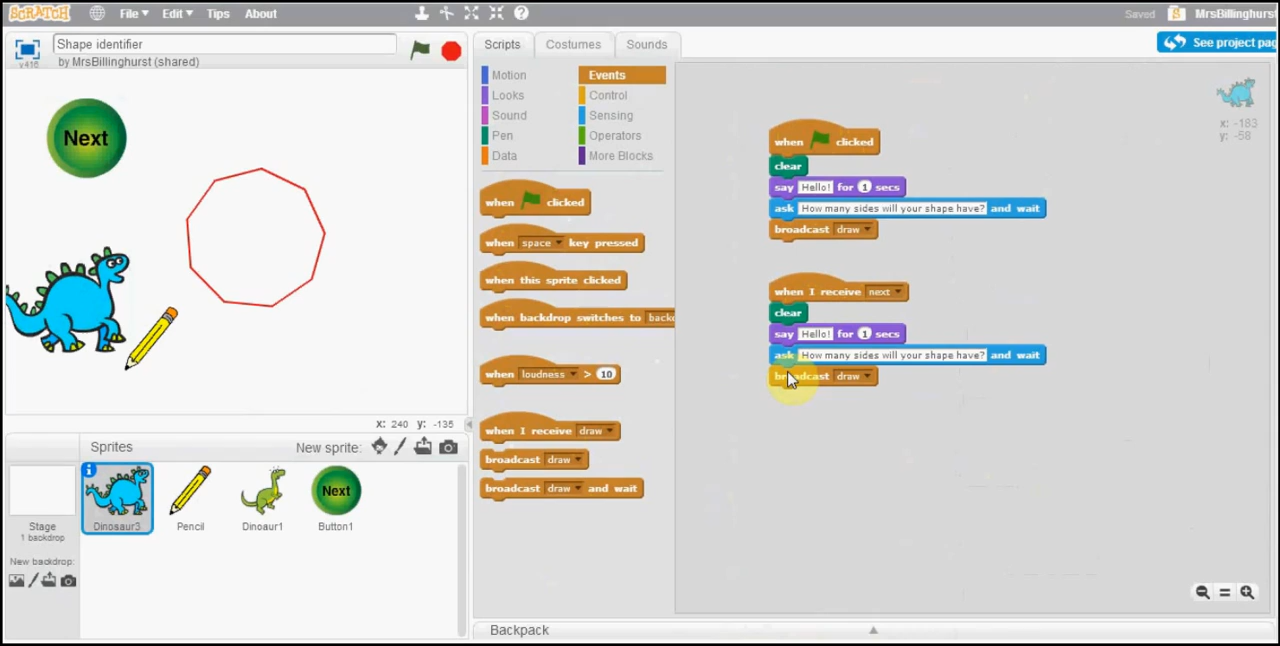 SCRATCH File Edit Tips About Saved MrsBillinghurst
Shape identifier
by MrsBillinghurst (shared)
y416
Scripts Costumes Sounds
See project pag
Motion Events
Looks Control
Sound Sensing
Pen Operators
Data More Blocks
Next
x: -183
y: -58
when clicked
when space key pressed
when this sprite clicked
when backdrop switches to back
when loudness > 10
when I receive draw
broadcast draw
broadcast draw and wait
when clicked
clear
say Hello! for 1 secs
ask How many sides will your shape have? and wait
broadcast draw
when I receive next
clear
say Hello! for 1 secs
ask How many sides will your shape have? and wait
broadcast draw
x: 240 y: -135
Sprites New sprite:
Stage
1 backdrop
New backdrop:
Dinosaur3 Pencil Dinoaur1 Button1
Next
Backpack